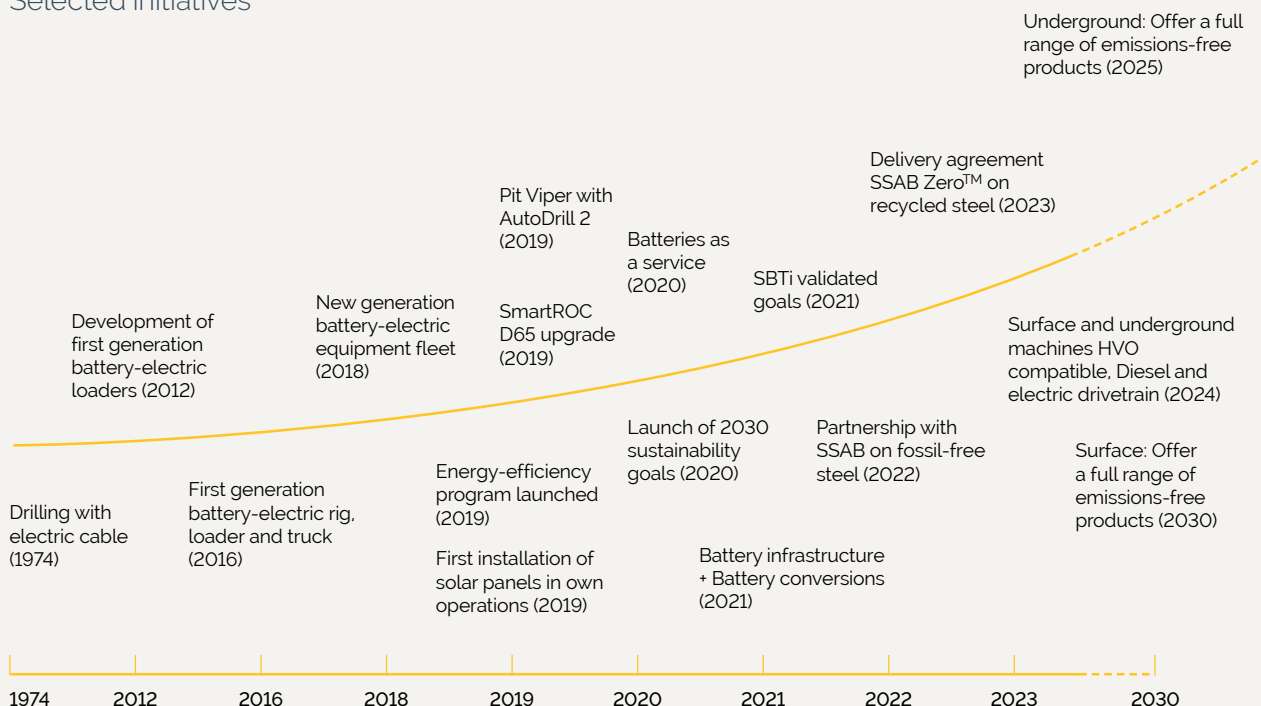 Selected initiatives
Underground: Offer a full
range of emissions-free
products (2025)
Delivery agreement
SSAB Zero™ on
recycled steel (2023)
Pit Viper with
AutoDrill 2
(2019)
Batteries as
a service
(2020)
SBTi validated
goals (2021)
New generation
battery-electric
equipment fleet
(2018)
SmartROC
D65 upgrade
(2019)
Development of
first generation
battery-electric
loaders (2012)
Surface and underground
machines HVO
compatible, Diesel and
electric drivetrain (2024)
Launch of 2030
sustainability
goals (2020)
Partnership with
SSAB on fossil-free
steel (2022)
Surface: Offer
a full range of
emissions-free
products (2030)
Energy-efficiency
program launched
(2019)
First generation
battery-electric rig,
loader and truck
(2016)
Drilling with
electric cable
(1974)
First installation of
solar panels in own
operations (2019)
Battery infrastructure
+ Battery conversions
(2021)
1974 2012 2016 2018 2019 2020 2021 2022 2023 2030